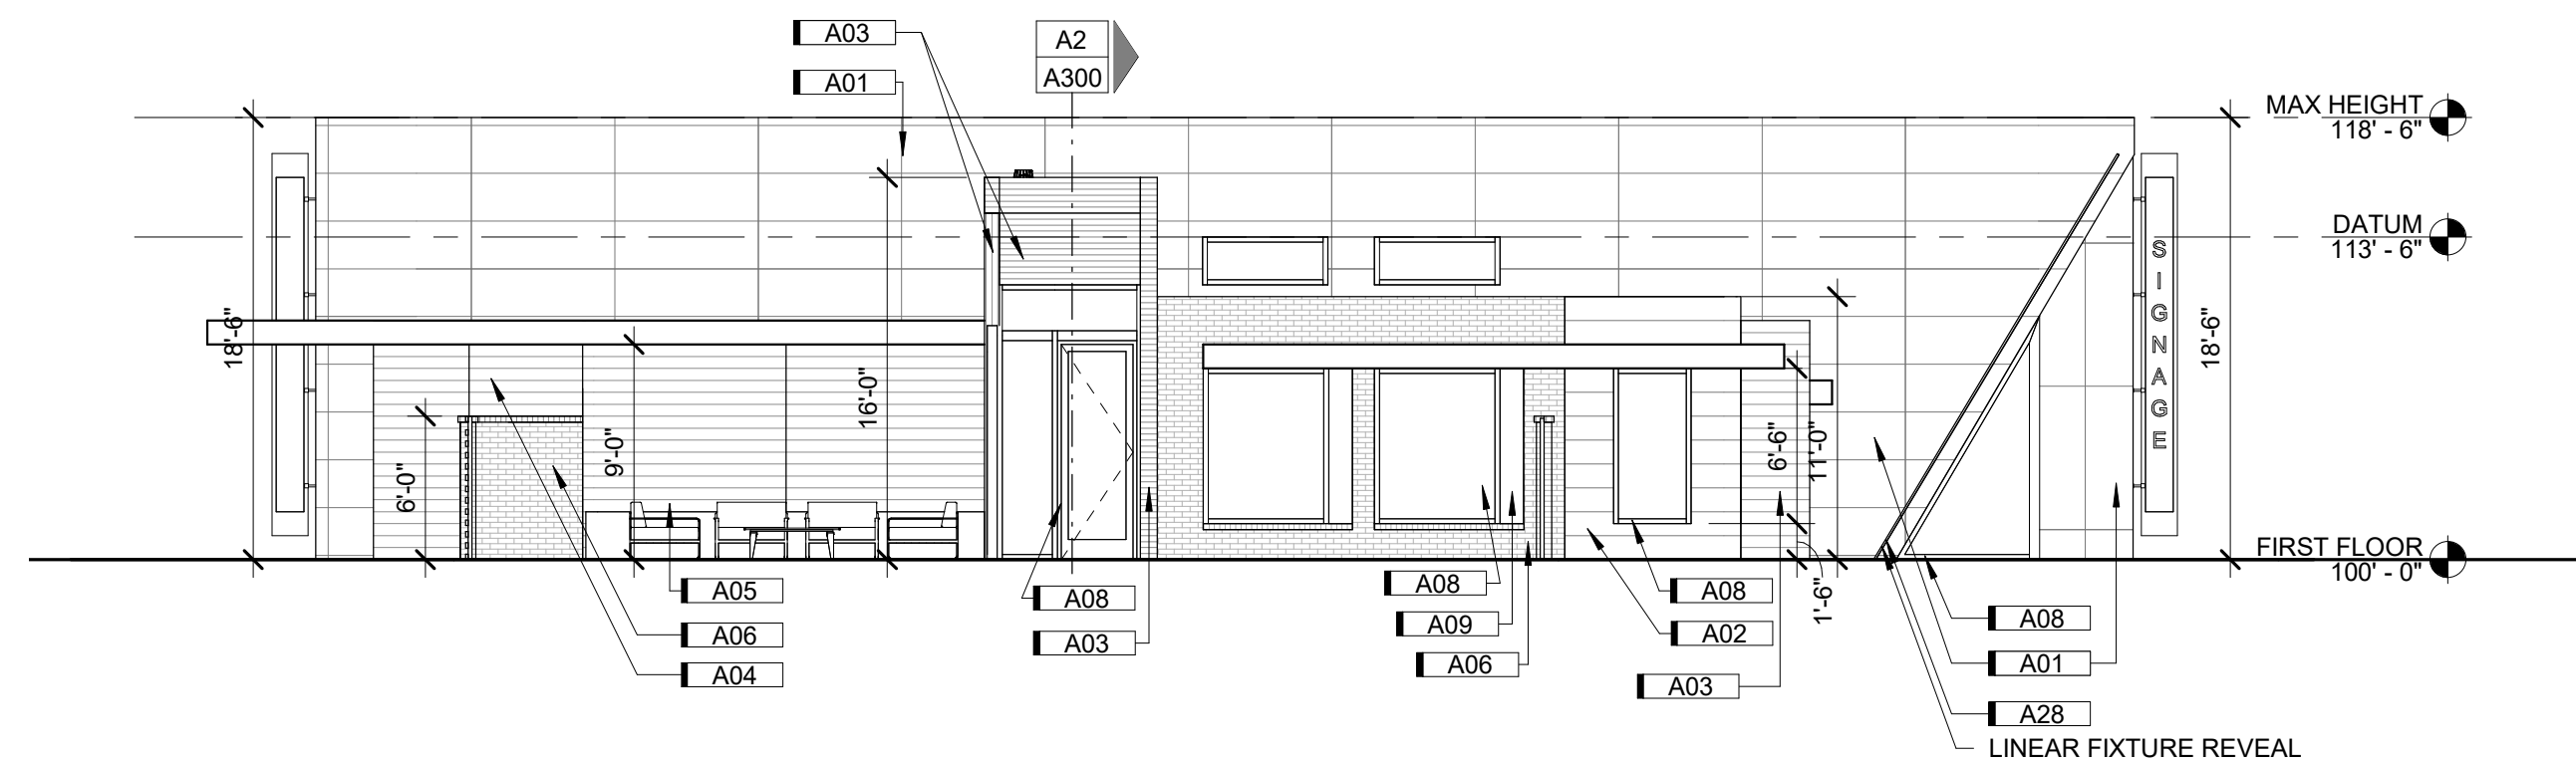 A03
A2
A01
A300
MAX HEIGHT
118' - 6"
DATUM
113' - 6"
SIGNAGE
18'-6"
18'-6"
16'-0"
9'-0"
6'-0"
6'-6"
11'-0"
FIRST FLOOR
100' - 0"
1'-6"
A05
A06
A04
A08
A03
A08
A09
A06
A08
A02
A03
A08
A01
A28
LINEAR FIXTURE REVEAL